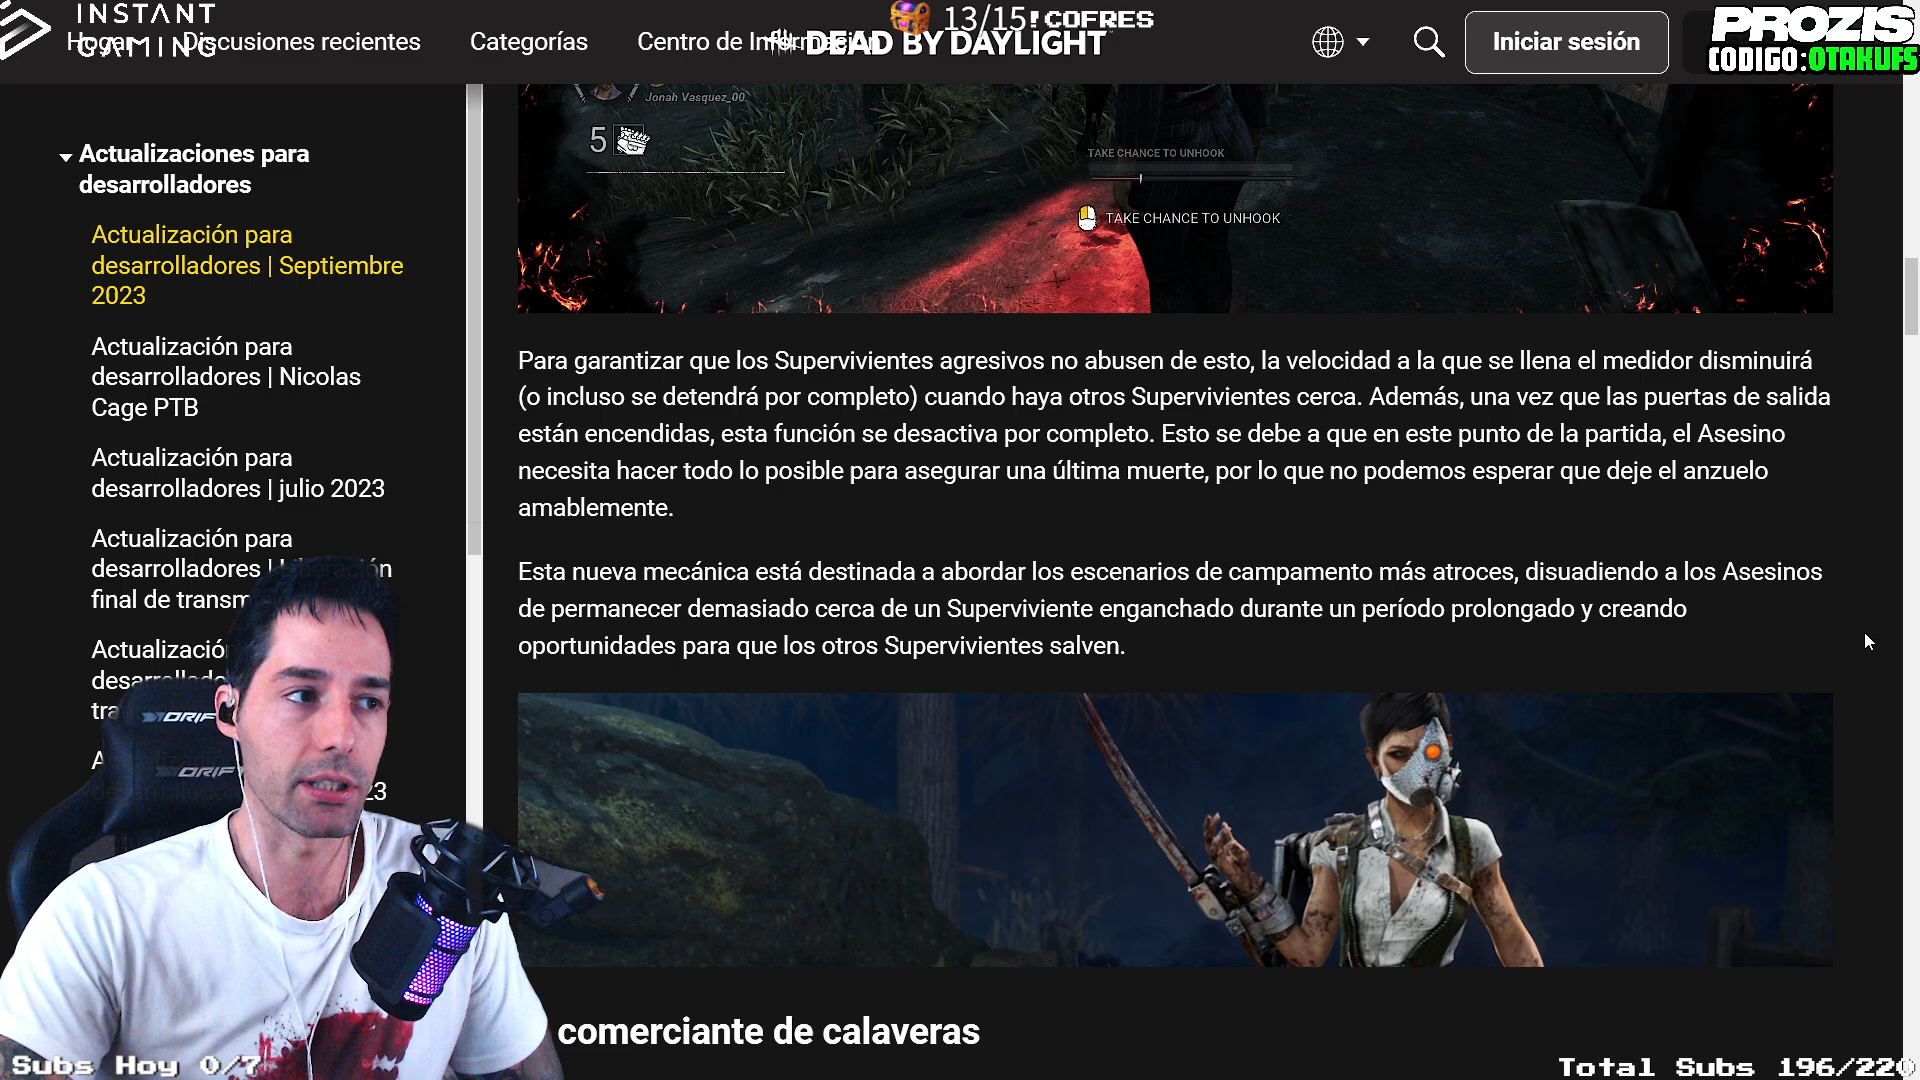 INSTANT
GAMING
Hogar
Discusiones recientes
Categorías
Centro de Información
13/15 !COFRES
DEAD BY DAYLIGHT
Iniciar sesión
PROZIS
CODIGO:OTAKUFS
Actualizaciones para
desarrolladores
Actualización para
desarrolladores | Septiembre
2023
Actualización para
desarrolladores | Nicolas
Cage PTB
Actualización para
desarrolladores | julio 2023
Actualización para
desarrolladores | Liberación
final de transm
Actualización
desarrollado
tra
A
23
Jonah Vasquez_00
5
TAKE CHANCE TO UNHOOK
TAKE CHANCE TO UNHOOK
Para garantizar que los Supervivientes agresivos no abusen de esto, la velocidad a la que se llena el medidor disminuirá
(o incluso se detendrá por completo) cuando haya otros Supervivientes cerca. Además, una vez que las puertas de salida
están encendidas, esta función se desactiva por completo. Esto se debe a que en este punto de la partida, el Asesino
necesita hacer todo lo posible para asegurar una última muerte, por lo que no podemos esperar que deje el anzuelo
amablemente.
Esta nueva mecánica está destinada a abordar los escenarios de campamento más atroces, disuadiendo a los Asesinos
de permanecer demasiado cerca de un Superviviente enganchado durante un período prolongado y creando
oportunidades para que los otros Supervivientes salven.
comerciante de calaveras
DRIF
DRIF
Subs Hoy 0/7
Total Subs 196/220